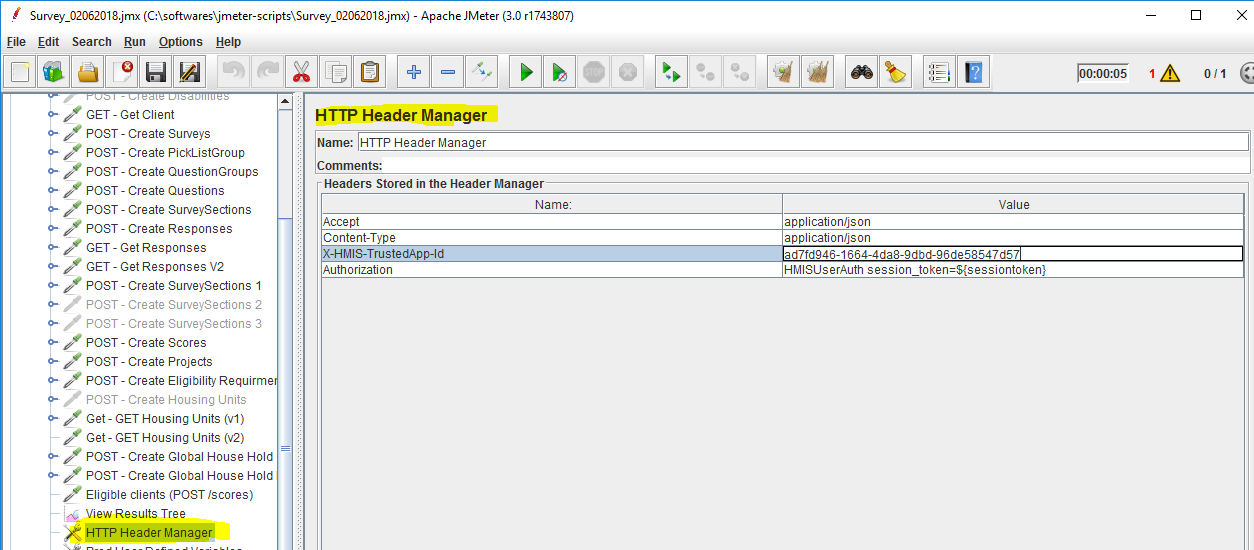 Survey_02062018.jmx (C:\softwares\jmeter-scripts\Survey_02062018.jmx) - Apache JMeter (3.0 r1743807)
File Edit Search Run Options Help
STOP
00:00:05 1 0 / 1
POST - Create Disabilities
GET - Get Client
POST - Create Surveys
POST - Create PickListGroup
POST - Create QuestionGroups
POST - Create Questions
POST - Create SurveySections
POST - Create Responses
GET - Get Responses
GET - Get Responses V2
POST - Create SurveySections 1
POST - Create SurveySections 2
POST - Create SurveySections 3
POST - Create Scores
POST - Create Projects
POST - Create Eligibility Requirmer
POST - Create Housing Units
Get - GET Housing Units (v1)
Get - GET Housing Units (v2)
POST - Create Global House Hold
POST - Create Global House Hold
Eligible clients (POST /scores)
View Results Tree
HTTP Header Manager
Prod User Defined Variables
HTTP Header Manager
Name: HTTP Header Manager
Comments:
Headers Stored in the Header Manager
Name: Value
Accept application/json
Content-Type application/json
X-HMIS-TrustedApp-Id ad7fd946-1664-4da8-9dbd-96de58547d57
Authorization HMISUserAuth session_token=${sessiontoken}